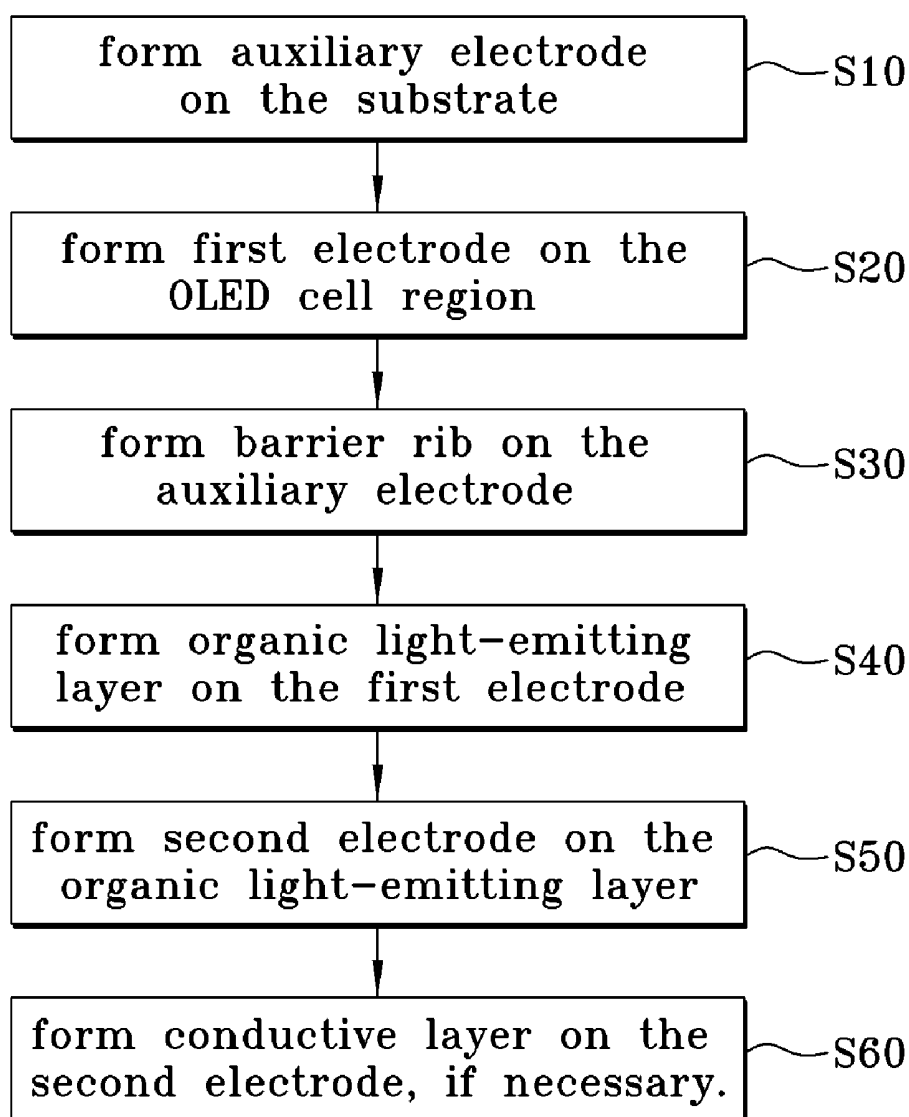 form auxiliary electrode
on the substrate
S10
form first electrode on the
OLED cell region
S20
form barrier rib on the
auxiliary electrode
S30
form organic light-emitting
layer on the first electrode
S40
form second electrode on the
organic light-emitting layer
S50
form conductive layer on the
second electrode, if necessary.
S60